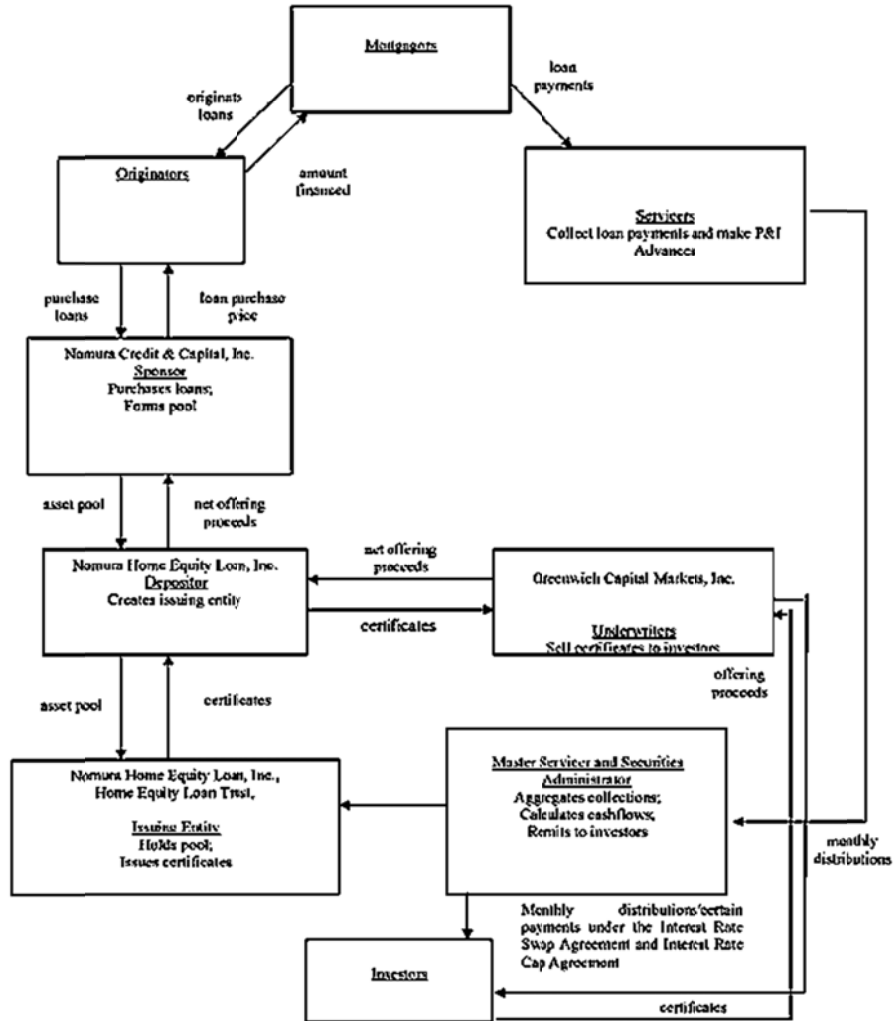 Mortgagors
loan
payments
originate
loans
amount
financed
Originators
Servicers
Collect loan payments and make P&I
Advances
purchase
loans
loan purchase
price
Nomura Credit & Capital, Inc.
Sponsor
Purchases loans;
Forms pool
asset pool
net offering
proceeds
Nomura Home Equity Loan, Inc.
Depositor
Creates issuing entity
net offering
proceeds
certificates
Greenwich Capital Markets, Inc.
Underwriters
Sell certificates to investors
offering
proceeds
asset pool
certificates
Nomura Home Equity Loan, Inc.,
Home Equity Loan Trust,
Issuing Entity
Holds pool;
Issues certificates
Master Servicer and Securities
Administrator
Aggregates collections;
Calculates cashflows;
Remits to investors
monthly
distributions
Monthly distributions/certain
payments under the Interest Rate
Swap Agreement and Interest Rate
Cap Agreement
Investors
certificates